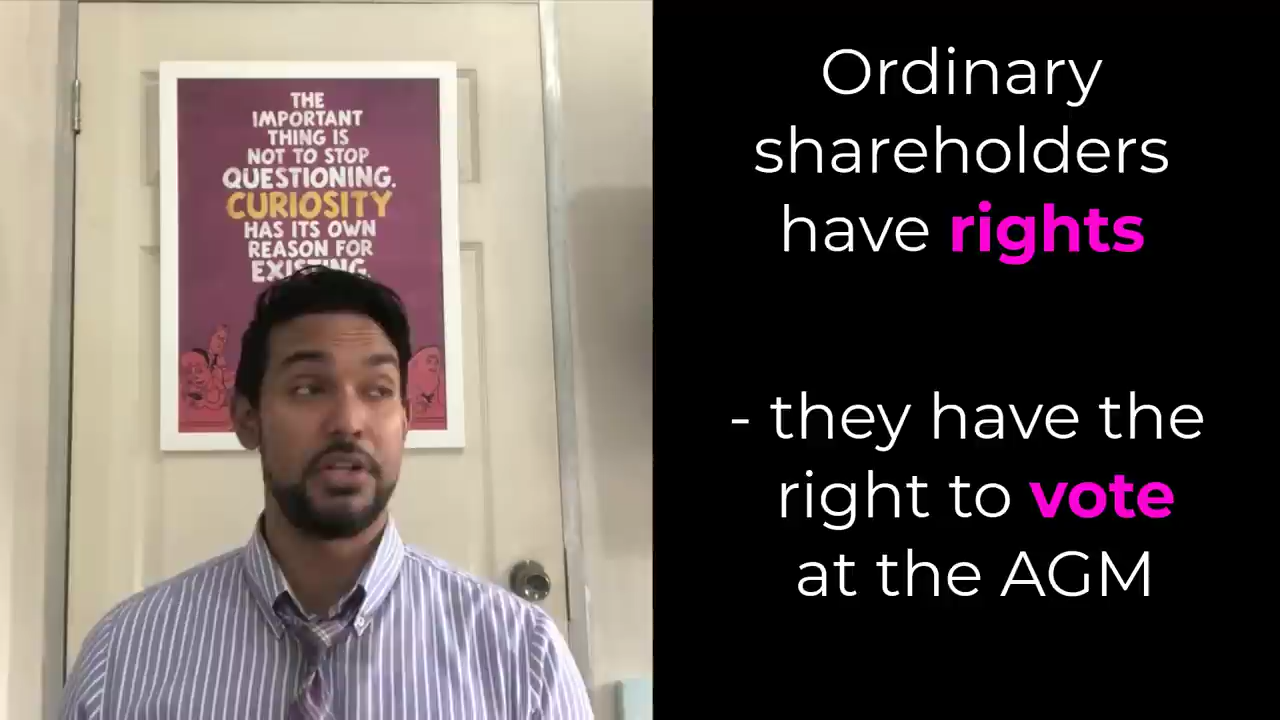 THE
IMPORTANT
THING IS
NOT TO STOP
QUESTIONING.
CURIOSITY
HAS ITS OWN
REASON FOR
EXISTING.
Ordinary
shareholders
have rights
- they have the
right to vote
at the AGM